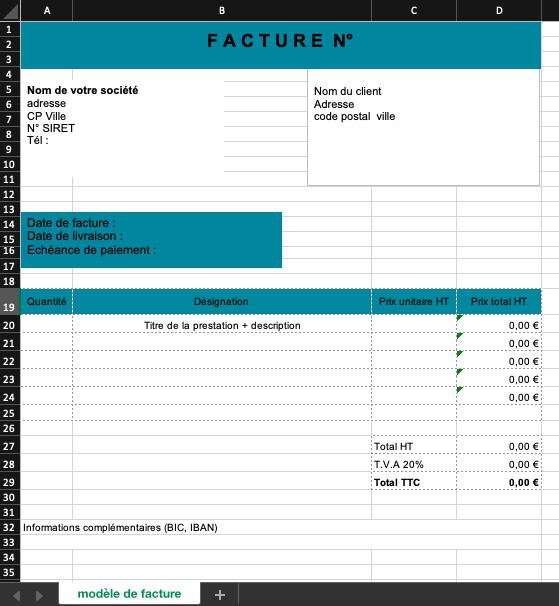 A B C D
1
2 FACTURE N°
3
4
5 Nom de votre société Nom du client
6 adresse Adresse
7 CP Ville code postal ville
8 N° SIRET
9 Tél :
10
11
12
13
14 Date de facture :
15 Date de livraison :
16 Echéance de paiement :
17
18
19 Quantité Désignation Prix unitaire HT Prix total HT
20 Titre de la prestation + description 0,00 €
21 0,00 €
22 0,00 €
23 0,00 €
24 0,00 €
25
26
27 Total HT 0,00 €
28 T.V.A 20% 0,00 €
29 Total TTC 0,00 €
30
31
32 Informations complémentaires (BIC, IBAN)
33
34
35
modèle de facture +